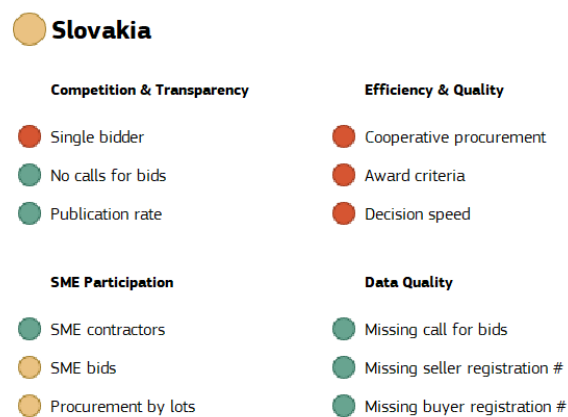 Slovakia
Competition & Transparency
Single bidder
No calls for bids
Publication rate
Efficiency & Quality
Cooperative procurement
Award criteria
Decision speed
SME Participation
SME contractors
SME bids
Procurement by lots
Data Quality
Missing call for bids
Missing seller registration #
Missing buyer registration #